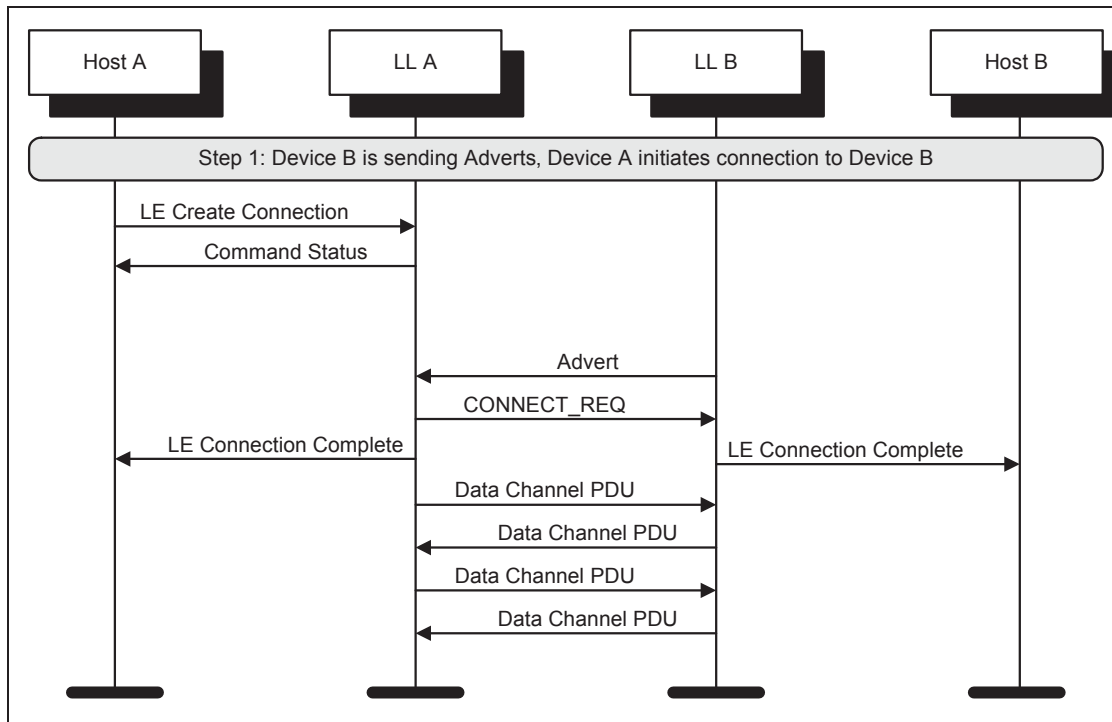 Host A
LL A
LL B
Host B
Step 1: Device B is sending Adverts, Device A initiates connection to Device B
LE Create Connection
Command Status
Advert
CONNECT_REQ
LE Connection Complete
LE Connection Complete
Data Channel PDU
Data Channel PDU
Data Channel PDU
Data Channel PDU